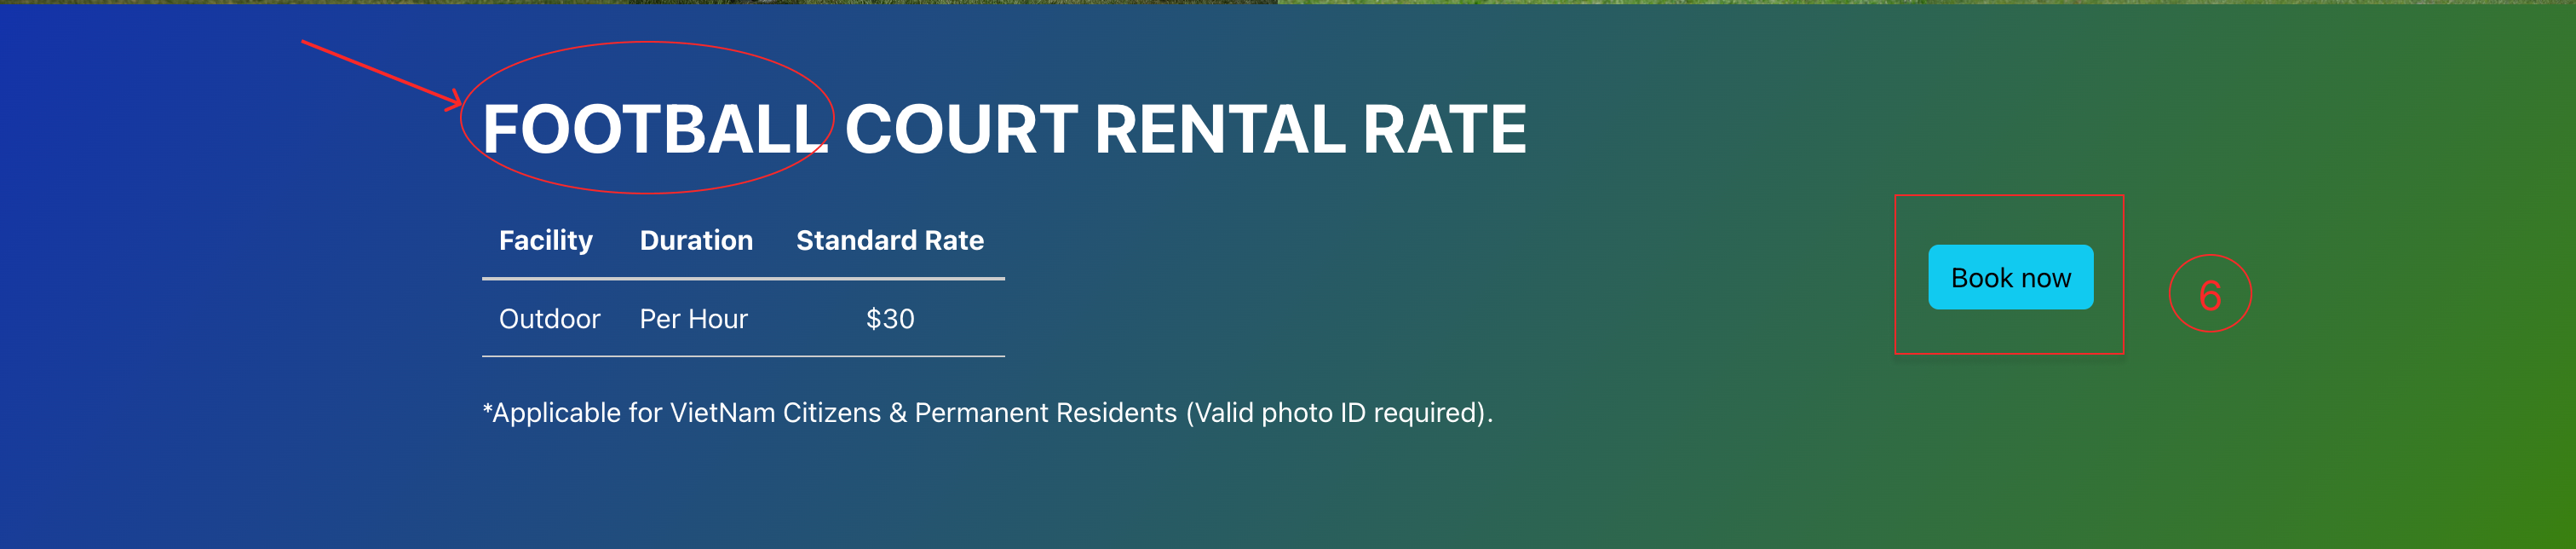 FOOTBALL COURT RENTAL RATE
Facility Duration Standard Rate
Book now
6
Outdoor Per Hour $30
*Applicable for VietNam Citizens & Permanent Residents (Valid photo ID required).